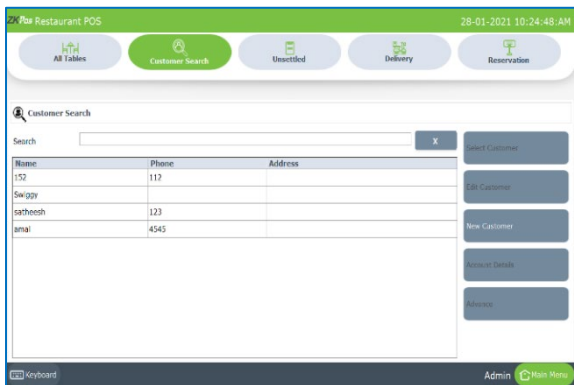 ZKPos Restaurant POS 28-01-2021 10:24:48:AM
All Tables Customer Search Unsettled Delivery Reservation
Customer Search
Search X
Select Customer
Name Phone Address
152 112
Edit Customer
Swiggy
satheesh 123
New Customer
amal 4545
Account Details
Advance
Keyboard Admin Main Menu